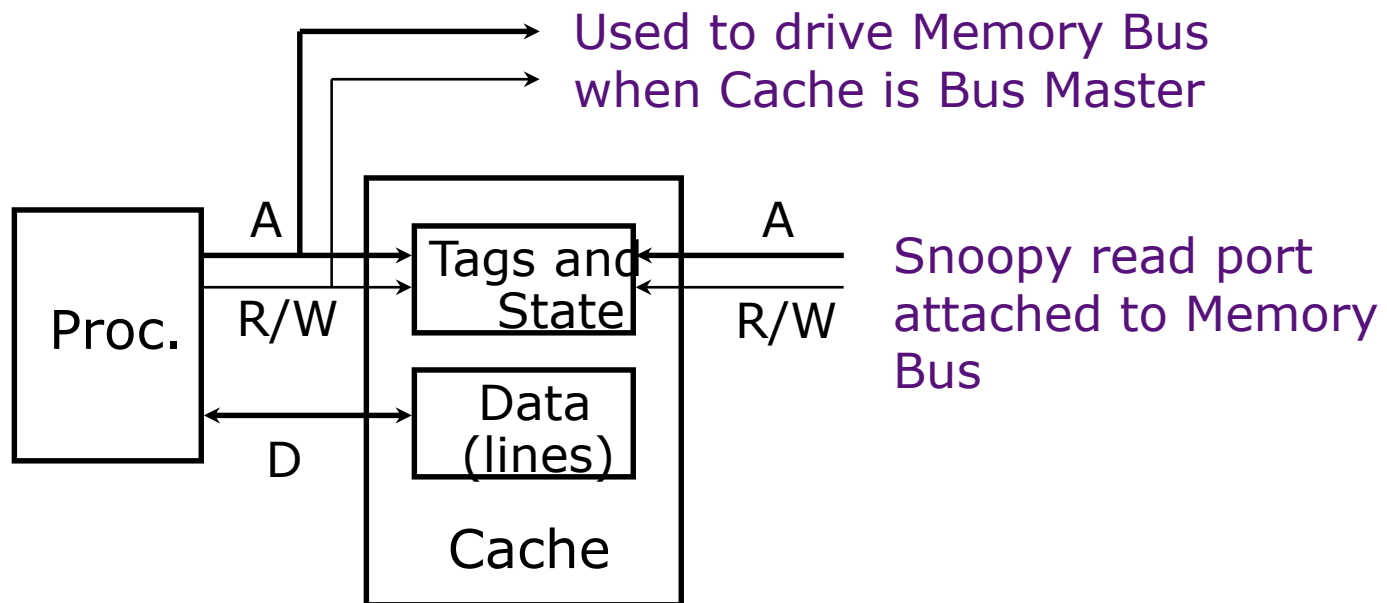 Used to drive Memory Bus
when Cache is Bus Master
A
A
Tags and
State
R/W
R/W
Snoopy read port
attached to Memory
Bus
Proc.
Data
(lines)
D
Cache